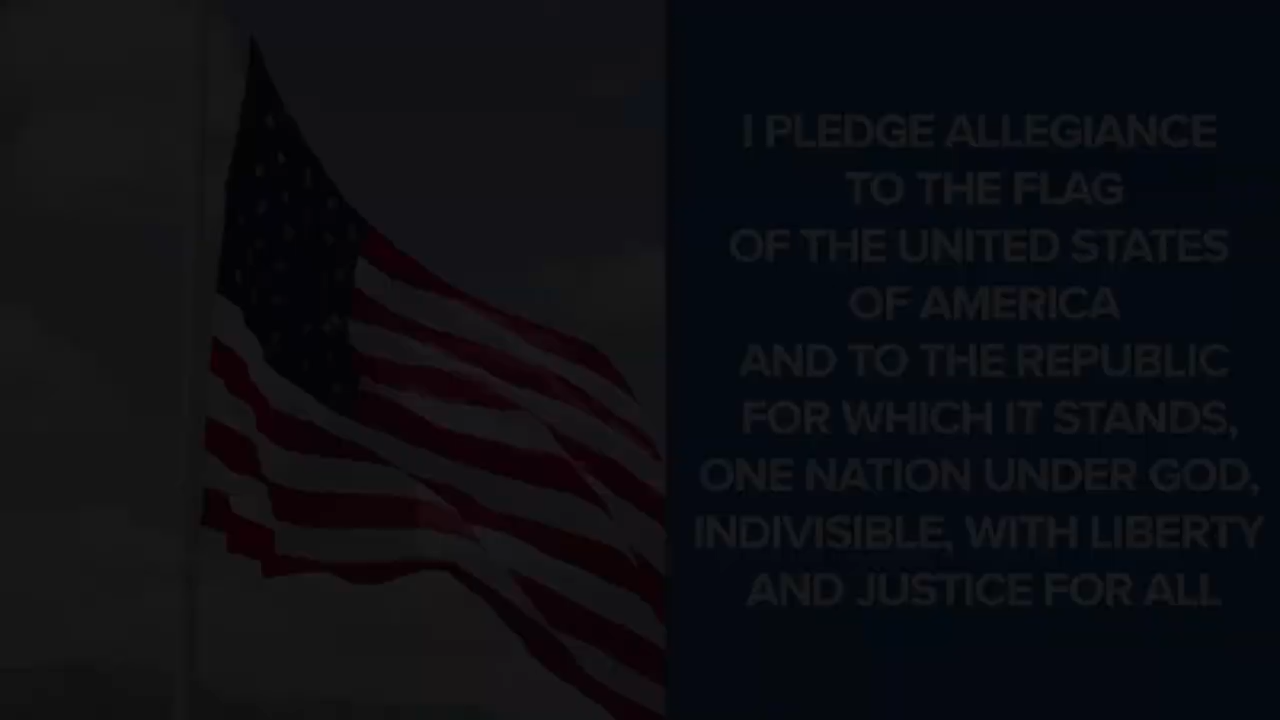 I PLEDGE ALLEGIANCE
TO THE FLAG
OF THE UNITED STATES
OF AMERICA
AND TO THE REPUBLIC
FOR WHICH IT STANDS,
ONE NATION UNDER GOD,
INDIVISIBLE, WITH LIBERTY
AND JUSTICE FOR ALL